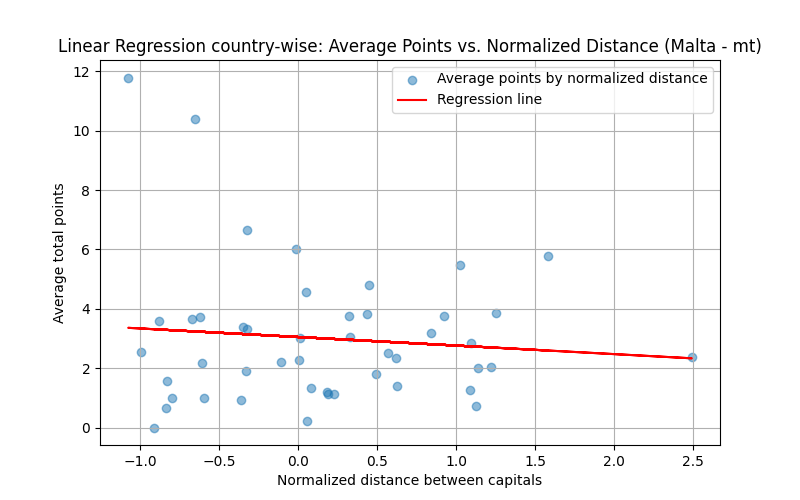 Linear Regression country-wise: Average Points vs. Normalized Distance (Malta - mt)
Average points by normalized distance
Regression line
Average total points
12
10
8
6
4
2
0
−1.0 −0.5 0.0 0.5 1.0 1.5 2.0 2.5
Normalized distance between capitals